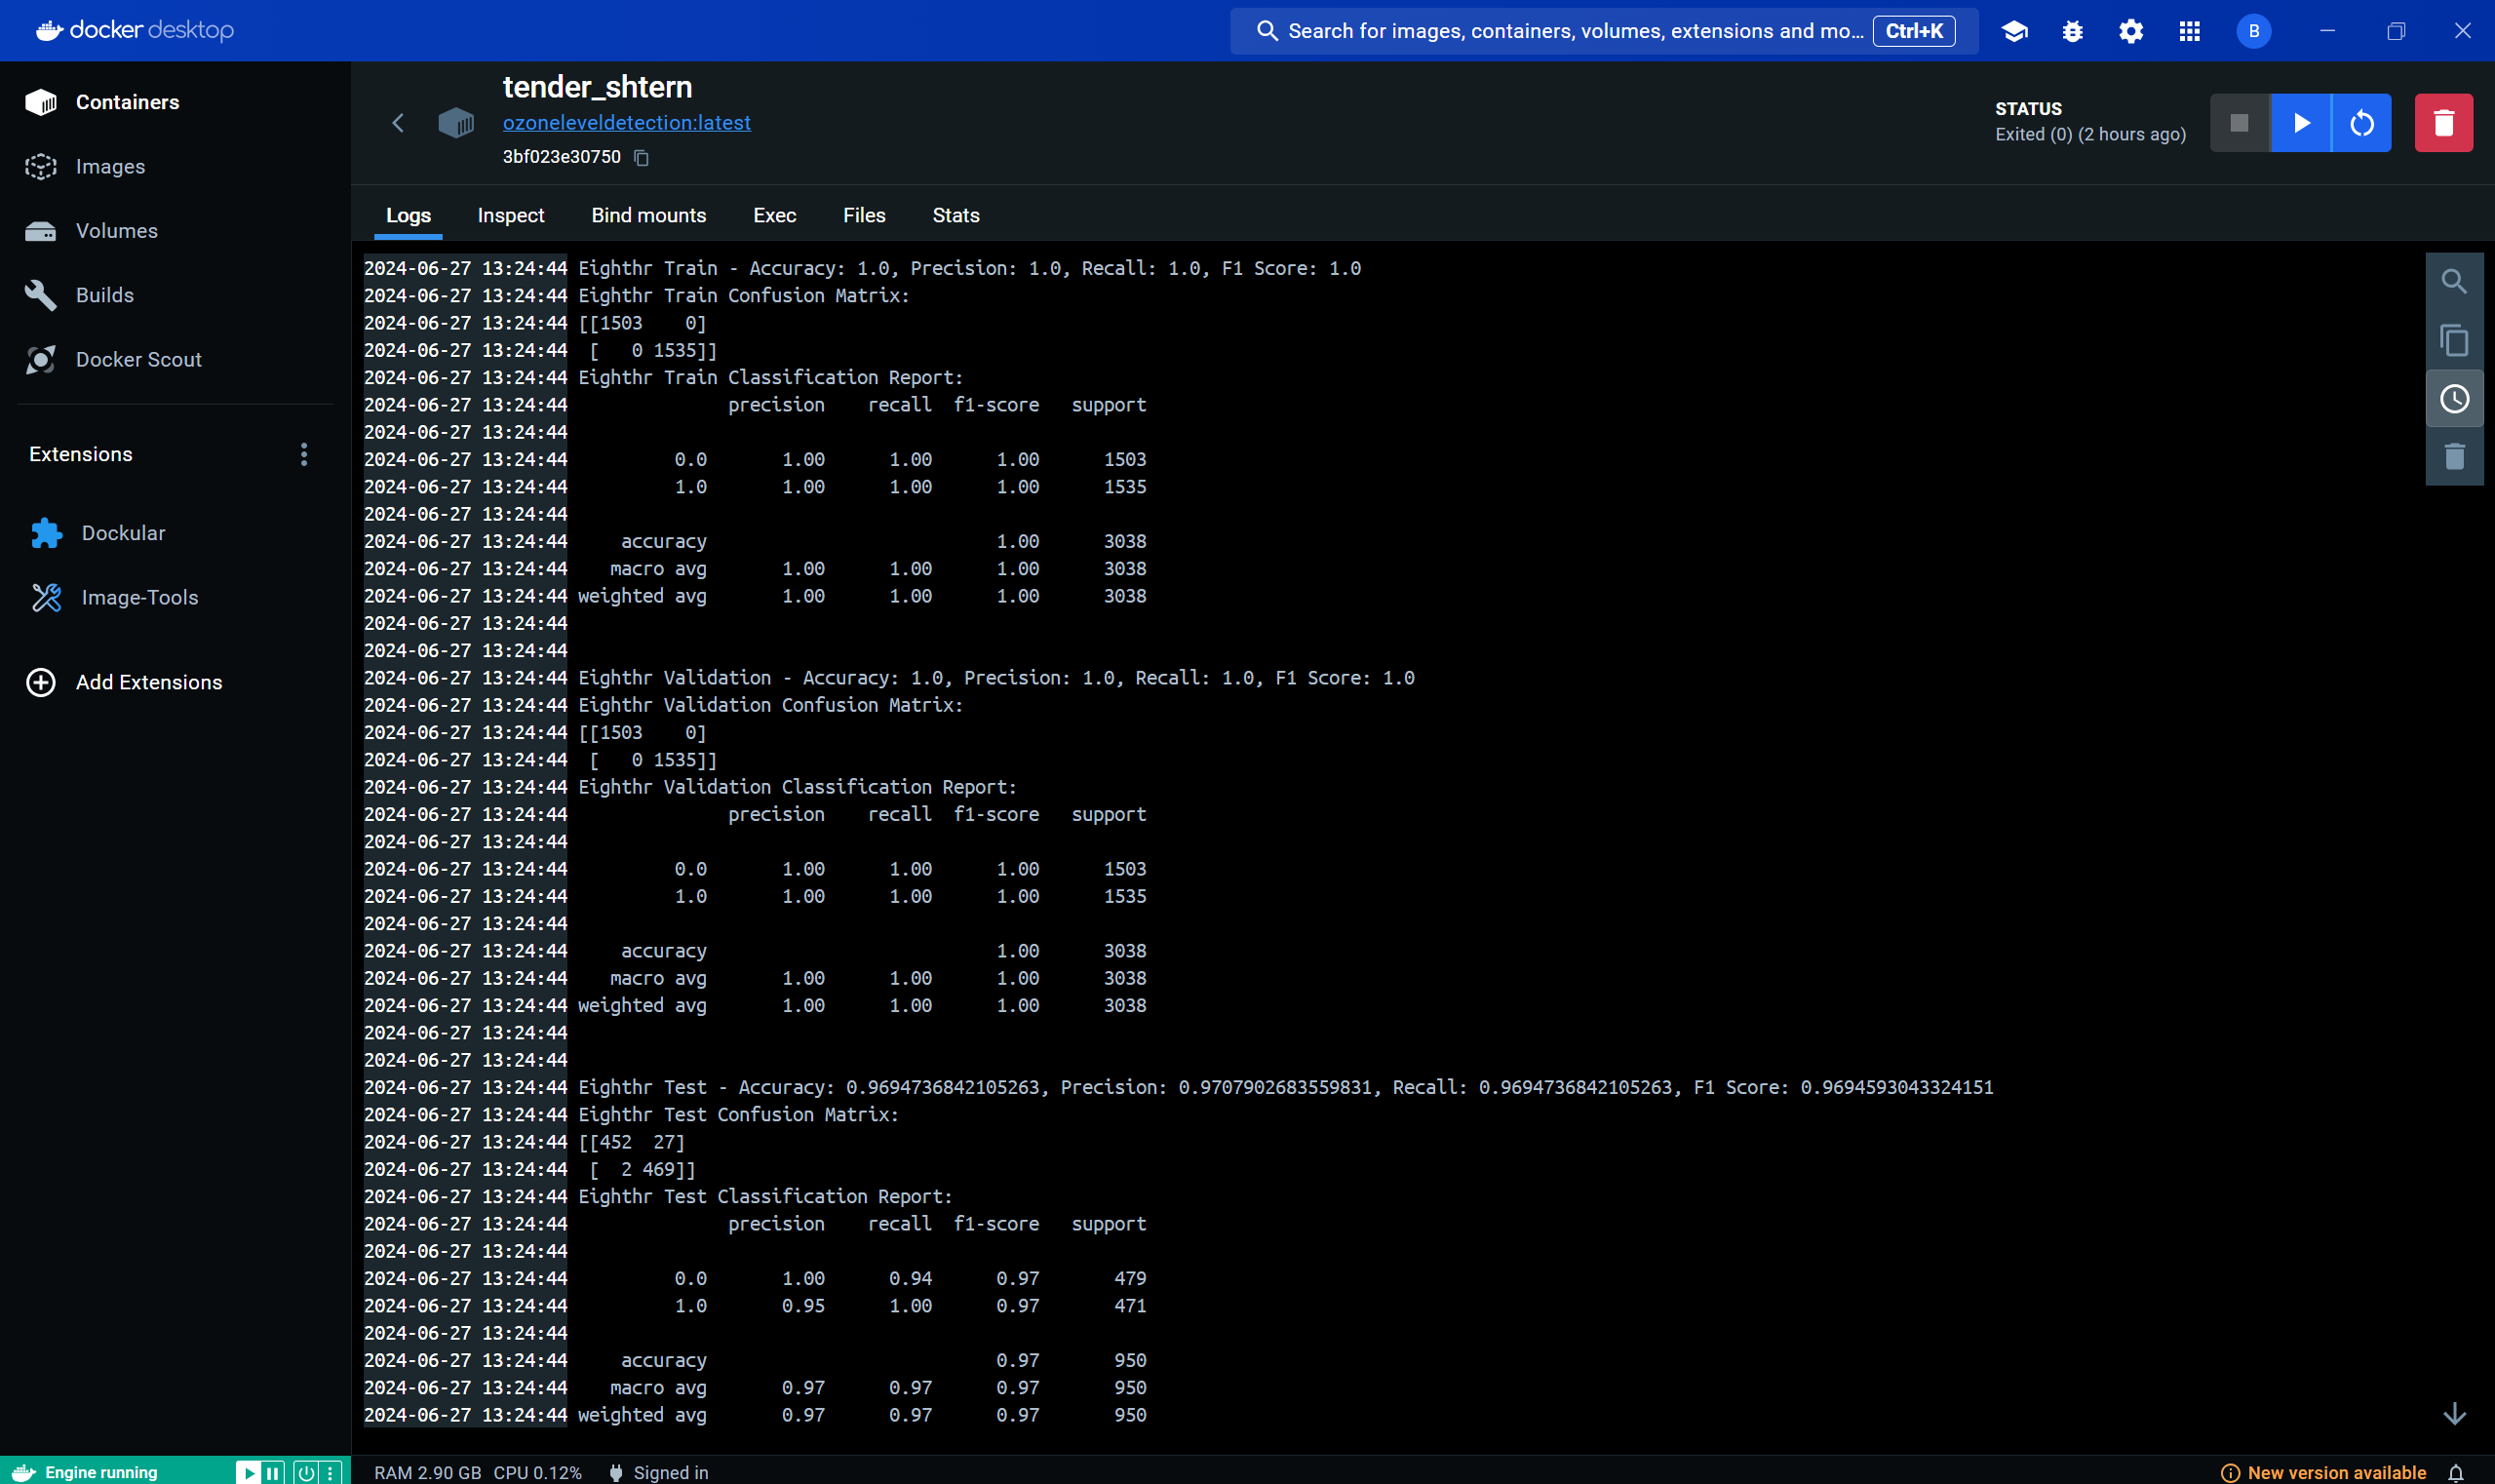 docker desktop
Search for images, containers, volumes, extensions and mo... Ctrl+K
B
Containers
Images
Volumes
Builds
Docker Scout
Extensions
Dockular
Image-Tools
Add Extensions
tender_shtern
ozoneleveldetection:latest
3bf023e30750
STATUS
Exited (0) (2 hours ago)
Logs Inspect Bind mounts Exec Files Stats
2024-06-27 13:24:44 Eighthr Train - Accuracy: 1.0, Precision: 1.0, Recall: 1.0, F1 Score: 1.0
2024-06-27 13:24:44 Eighthr Train Confusion Matrix:
2024-06-27 13:24:44 [[1503    0]
2024-06-27 13:24:44  [   0 1535]]
2024-06-27 13:24:44 Eighthr Train Classification Report:
2024-06-27 13:24:44               precision    recall  f1-score   support
2024-06-27 13:24:44
2024-06-27 13:24:44          0.0       1.00      1.00      1.00      1503
2024-06-27 13:24:44          1.0       1.00      1.00      1.00      1535
2024-06-27 13:24:44
2024-06-27 13:24:44     accuracy                           1.00      3038
2024-06-27 13:24:44    macro avg       1.00      1.00      1.00      3038
2024-06-27 13:24:44 weighted avg       1.00      1.00      1.00      3038
2024-06-27 13:24:44
2024-06-27 13:24:44
2024-06-27 13:24:44 Eighthr Validation - Accuracy: 1.0, Precision: 1.0, Recall: 1.0, F1 Score: 1.0
2024-06-27 13:24:44 Eighthr Validation Confusion Matrix:
2024-06-27 13:24:44 [[1503    0]
2024-06-27 13:24:44  [   0 1535]]
2024-06-27 13:24:44 Eighthr Validation Classification Report:
2024-06-27 13:24:44               precision    recall  f1-score   support
2024-06-27 13:24:44
2024-06-27 13:24:44          0.0       1.00      1.00      1.00      1503
2024-06-27 13:24:44          1.0       1.00      1.00      1.00      1535
2024-06-27 13:24:44
2024-06-27 13:24:44     accuracy                           1.00      3038
2024-06-27 13:24:44    macro avg       1.00      1.00      1.00      3038
2024-06-27 13:24:44 weighted avg       1.00      1.00      1.00      3038
2024-06-27 13:24:44
2024-06-27 13:24:44
2024-06-27 13:24:44 Eighthr Test - Accuracy: 0.9694736842105263, Precision: 0.9707902683559831, Recall: 0.9694736842105263, F1 Score: 0.9694593043324151
2024-06-27 13:24:44 Eighthr Test Confusion Matrix:
2024-06-27 13:24:44 [[452  27]
2024-06-27 13:24:44  [  2 469]]
2024-06-27 13:24:44 Eighthr Test Classification Report:
2024-06-27 13:24:44               precision    recall  f1-score   support
2024-06-27 13:24:44
2024-06-27 13:24:44          0.0       1.00      0.94      0.97       479
2024-06-27 13:24:44          1.0       0.95      1.00      0.97       471
2024-06-27 13:24:44
2024-06-27 13:24:44     accuracy                           0.97       950
2024-06-27 13:24:44    macro avg       0.97      0.97      0.97       950
2024-06-27 13:24:44 weighted avg       0.97      0.97      0.97       950
Engine running
RAM 2.90 GB CPU 0.12% Signed in
New version available